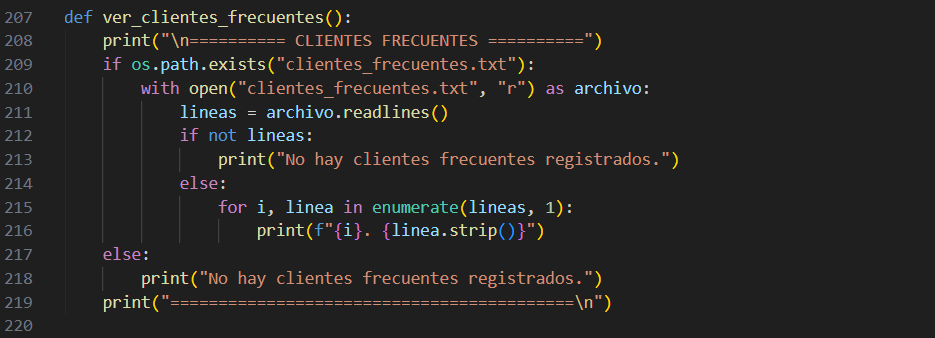 207 def ver_clientes_frecuentes():
208     print("\n========== CLIENTES FRECUENTES ==========")
209     if os.path.exists("clientes_frecuentes.txt"):
210         with open("clientes_frecuentes.txt", "r") as archivo:
211             lineas = archivo.readlines()
212             if not lineas:
213                 print("No hay clientes frecuentes registrados.")
214             else:
215                 for i, linea in enumerate(lineas, 1):
216                     print(f"{i}. {linea.strip()}")
217     else:
218         print("No hay clientes frecuentes registrados.")
219     print("==========================================\n")
220